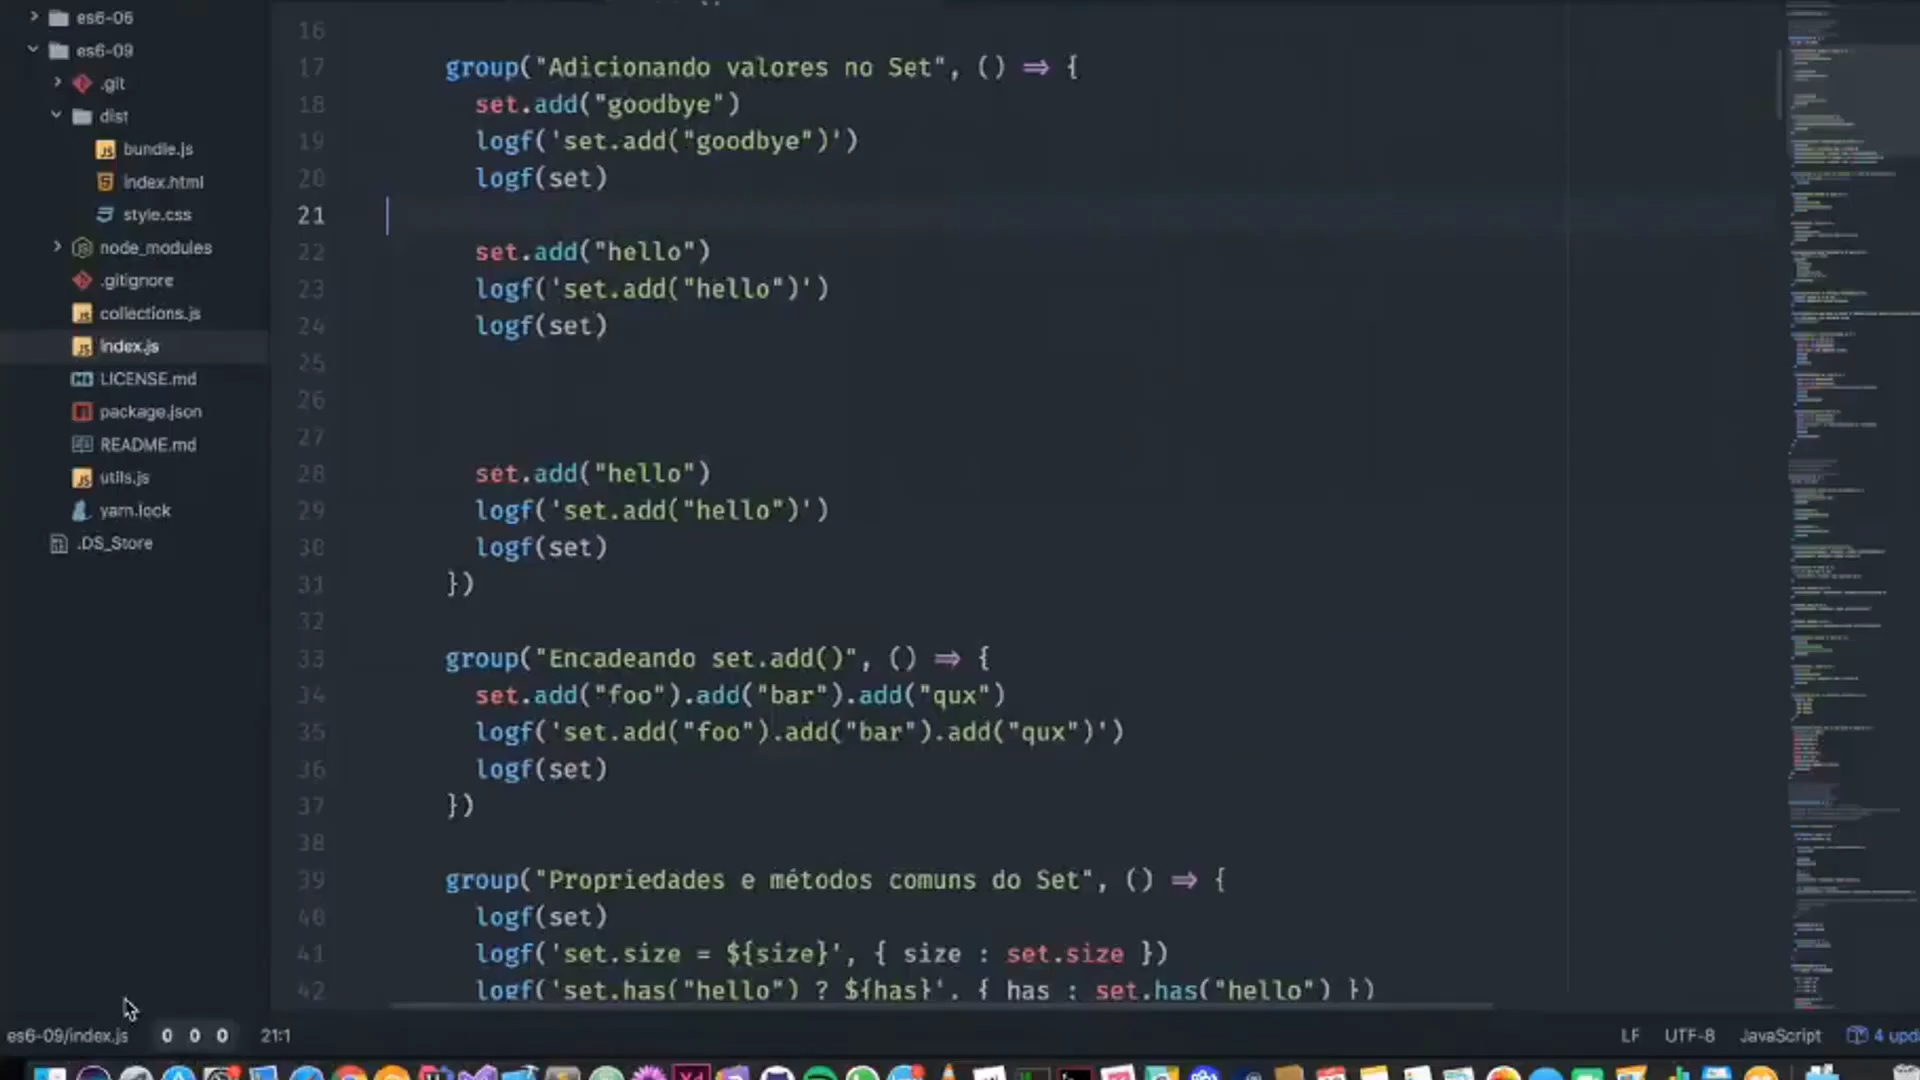 es6-06
es6-09
.git
dist
bundle.js
index.html
style.css
node_modules
.gitignore
collections.js
index.js
LICENSE.md
package.json
README.md
utils.js
yarn.lock
.DS_Store
16
17 group("Adicionando valores no Set", () ⇒ {
18 set.add("goodbye")
19 logf('set.add("goodbye")')
20 logf(set)
21
22 set.add("hello")
23 logf('set.add("hello")')
24 logf(set)
25
26
27
28 set.add("hello")
29 logf('set.add("hello")')
30 logf(set)
31 })
32
33 group("Encadeando set.add()", () ⇒ {
34 set.add("foo").add("bar").add("qux")
35 logf('set.add("foo").add("bar").add("qux")')
36 logf(set)
37 })
38
39 group("Propriedades e métodos comuns do Set", () ⇒ {
40 logf(set)
41 logf('set.size = ${size}', { size : set.size })
42 logf('set.has("hello") ? ${has}', { has : set.has("hello") })
es6-09/index.js 0 0 0 21:1 LF UTF-8 JavaScript 4 upd